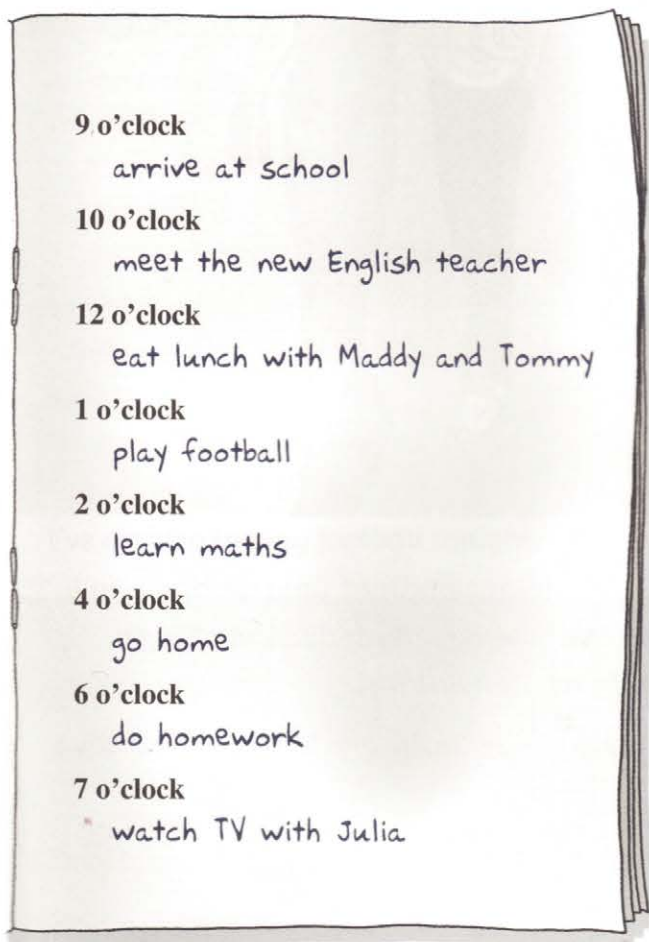 9 o'clock
arrive at school
10 o'clock
meet the new English teacher
12 o'clock
eat lunch with Maddy and Tommy
1 o'clock
play football
2 o'clock
learn maths
4 o'clock
go home
6 o'clock
do homework
7 o'clock
watch TV with Julia